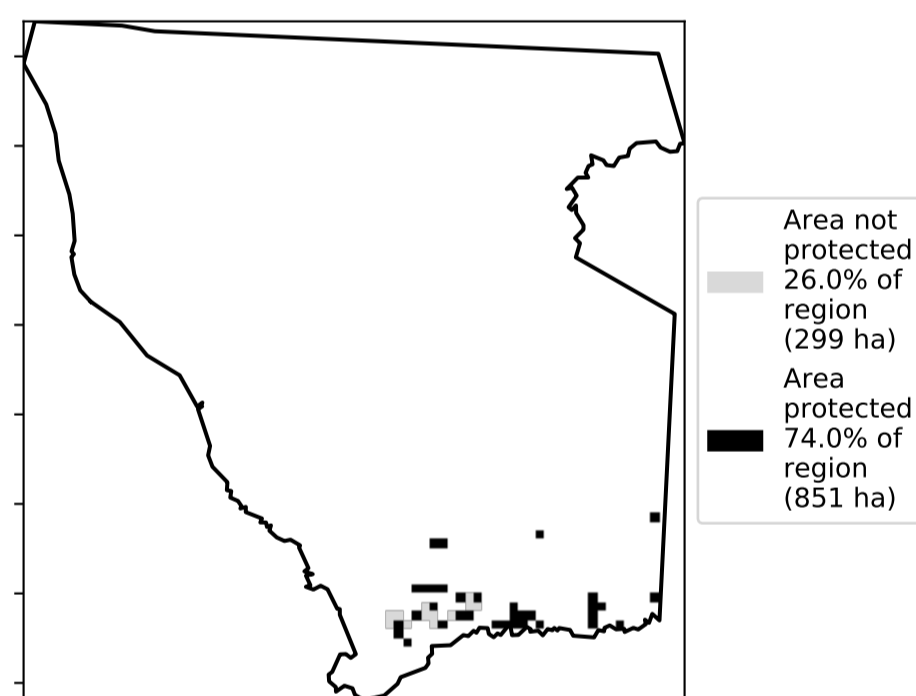 Area not
protected
26.0% of
region
(299 ha)
Area
protected
74.0% of
region
(851 ha)